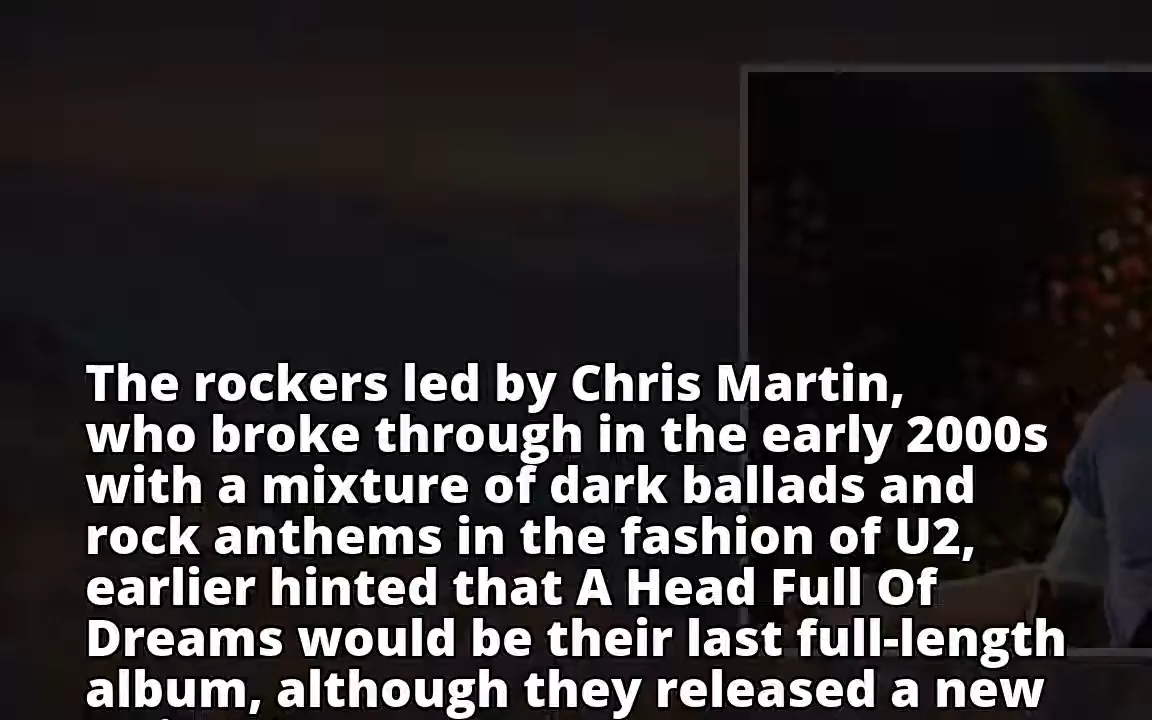 The rockers led by Chris Martin,
who broke through in the early 2000s
with a mixture of dark ballads and
rock anthems in the fashion of U2,
earlier hinted that A Head Full Of
Dreams would be their last full-length
album, although they released a new